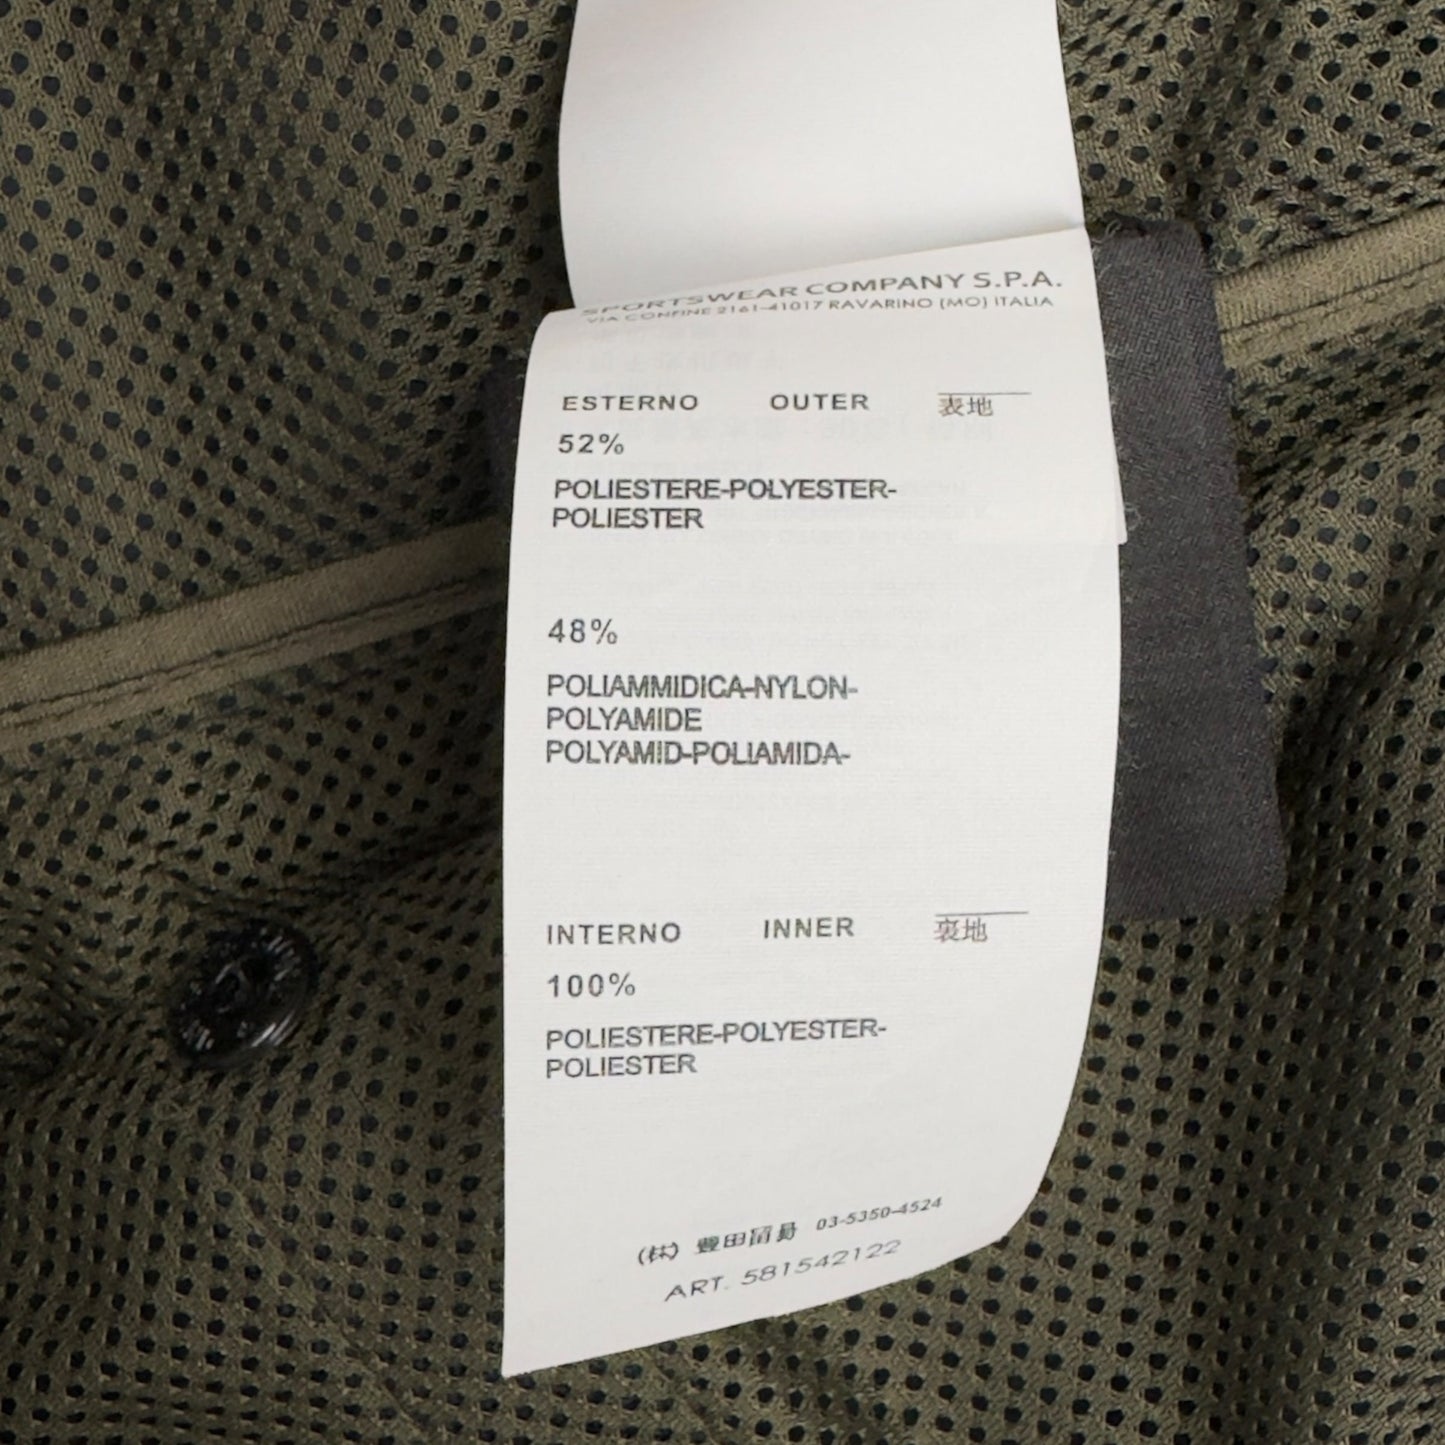 SPORTSWEAR COMPANY S.P.A.
VIA CONFINE 2161-41017 RAVARINO (MO) ITALIA
ESTERNO OUTER 表地
52%
POLIESTERE-POLYESTER-
POLIESTER
48%
POLIAMMIDICA-NYLON-
POLYAMIDE
POLYAMID-POLIAMIDA-
INTERNO INNER 裏地
100%
POLIESTERE-POLYESTER-
POLIESTER
(株) 豊田貿易 03-5350-4524
ART. 581542122